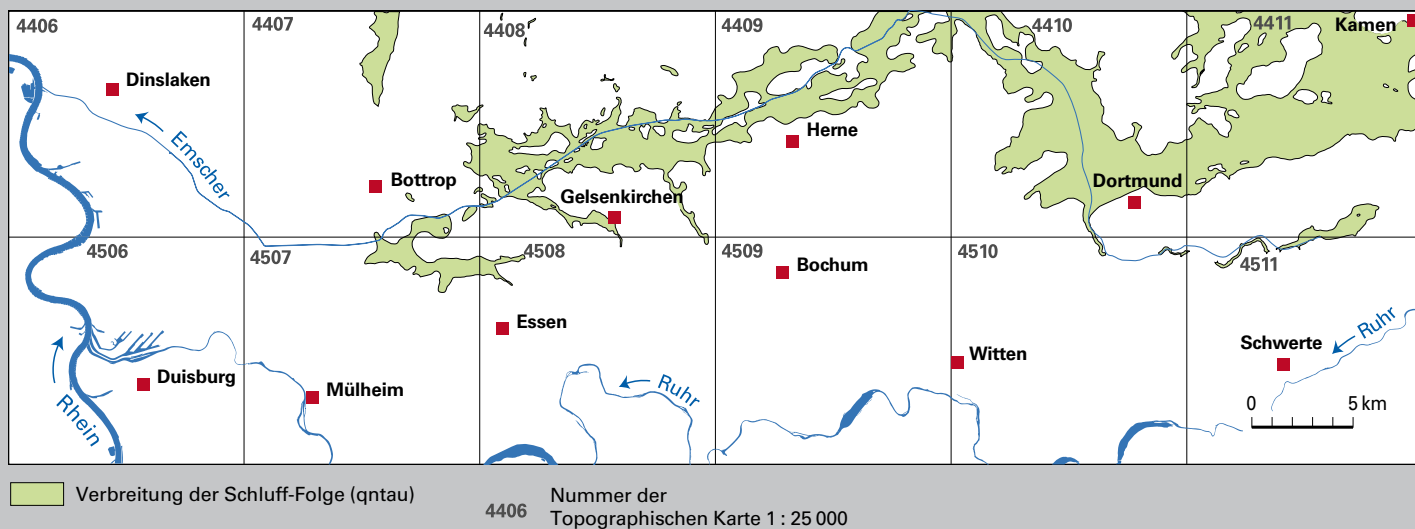 4406
4407
4408
4409
4410
4411
Kamen
Dinslaken
Emscher
Herne
Bottrop
Dortmund
Gelsenkirchen
4506
4507
4508
4509
4510
4511
Bochum
Essen
Ruhr
Schwerte
Witten
Duisburg
Mülheim
Ruhr
Rhein
0 5 km
Verbreitung der Schluff-Folge (qntau)
4406 Nummer der
Topographischen Karte 1 : 25 000